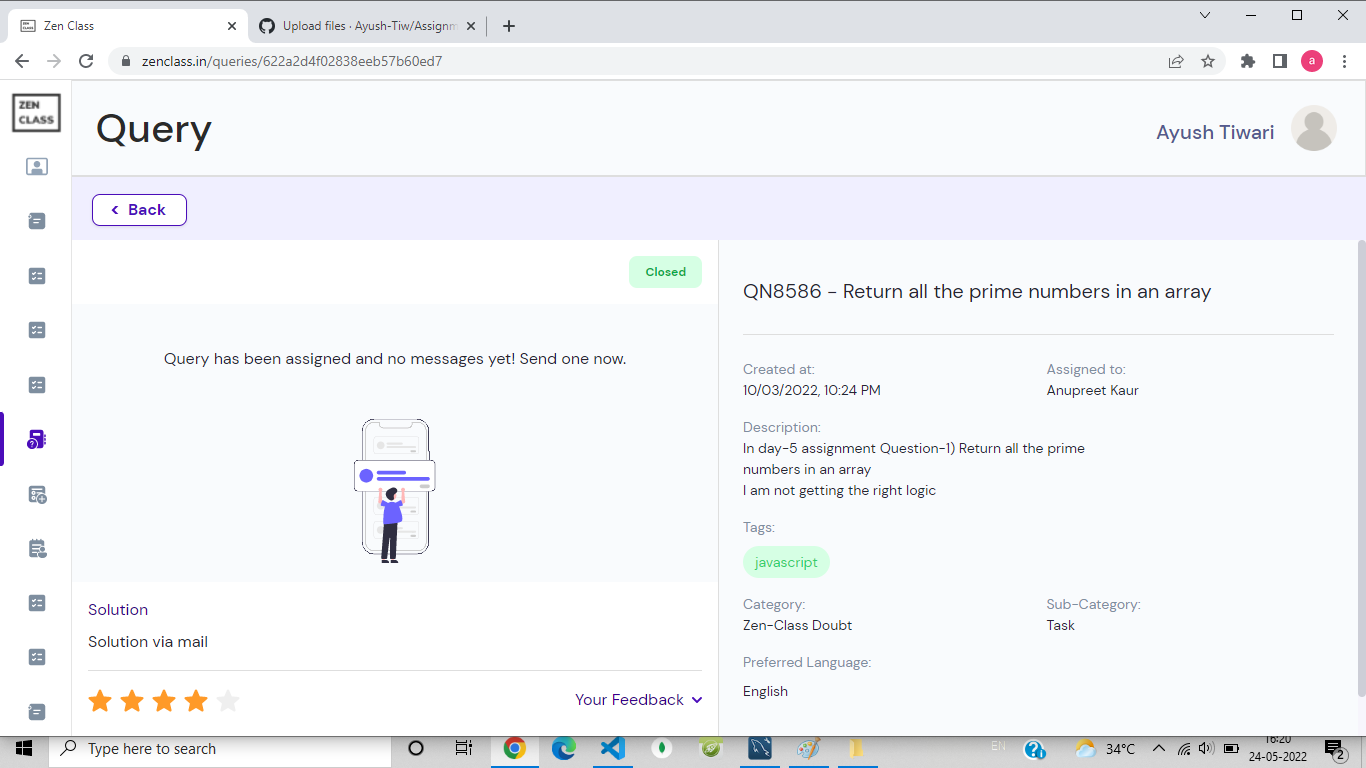 Zen Class
Upload files · Ayush-Tiw/Assignm
zenclass.in/queries/622a2d4f02838eeb57b60ed7
a
ZEN
CLASS
Query
Ayush Tiwari
Back
Closed
Query has been assigned and no messages yet! Send one now.
Solution
Solution via mail
Your Feedback
QN8586 - Return all the prime numbers in an array
Created at:
10/03/2022, 10:24 PM
Assigned to:
Anupreet Kaur
Description:
In day-5 assignment Question-1) Return all the prime
numbers in an array
I am not getting the right logic
Tags:
javascript
Category:
Zen-Class Doubt
Sub-Category:
Task
Preferred Language:
English
Type here to search
EN
34°C
16:20
24-05-2022
2